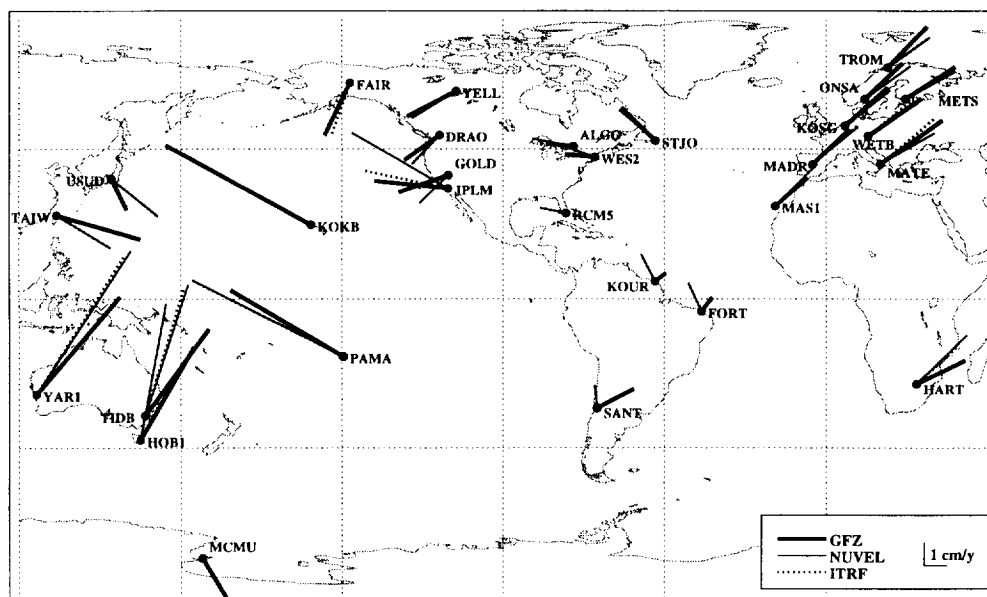 TROM
FAIR
YELL
ONSA
METS
DRAO
ALGO
STJO
KOSG
WES2
WETB
GOLD
MADR
MATE
USUD
JPLM
MAS1
TAIW
RCM5
KOKB
KOUR
FORT
PAMA
YAR1
HART
TIDB
SANT
HOB1
MCMU
GFZ
NUVEL
1 cm/y
ITRF